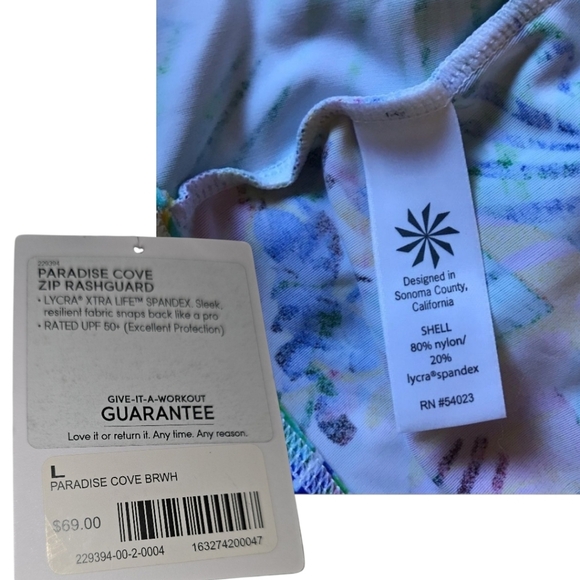 229394
PARADISE COVE
ZIP RASHGUARD
• LYCRA® XTRA LIFE™ SPANDEX. Sleek,
resilient fabric snaps back like a pro
• RATED UPF 50+ (Excellent Protection)
GIVE-IT-A-WORKOUT
GUARANTEE
Love it or return it. Any time. Any reason.
L
PARADISE COVE BRWH
$69.00
229394-00-2-0004 163274200047
Designed in
Sonoma County,
California
SHELL
80% nylon/
20%
lycra®spandex
RN #54023